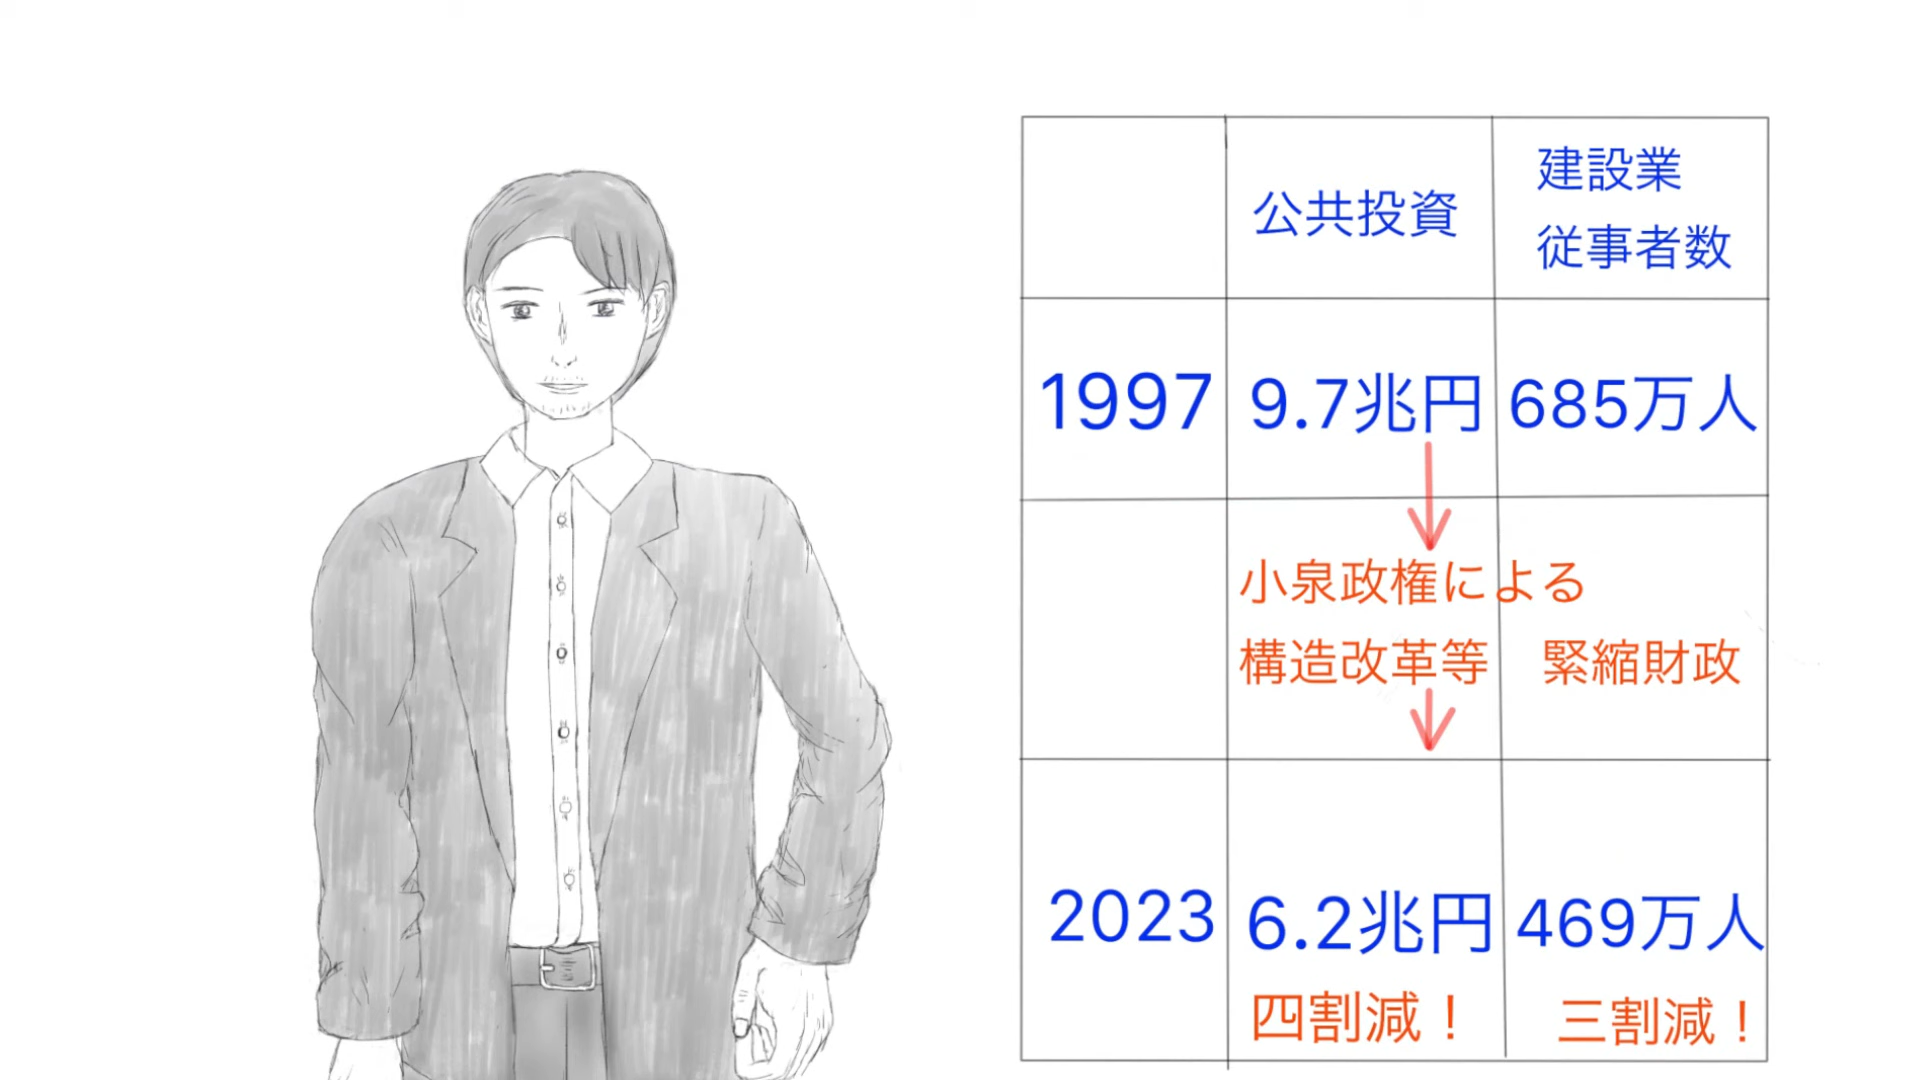 公共投資
建設業
従事者数
1997 9.7兆円 685万人
小泉政権による
構造改革等 緊縮財政
2023 6.2兆円 469万人
四割減！ 三割減！